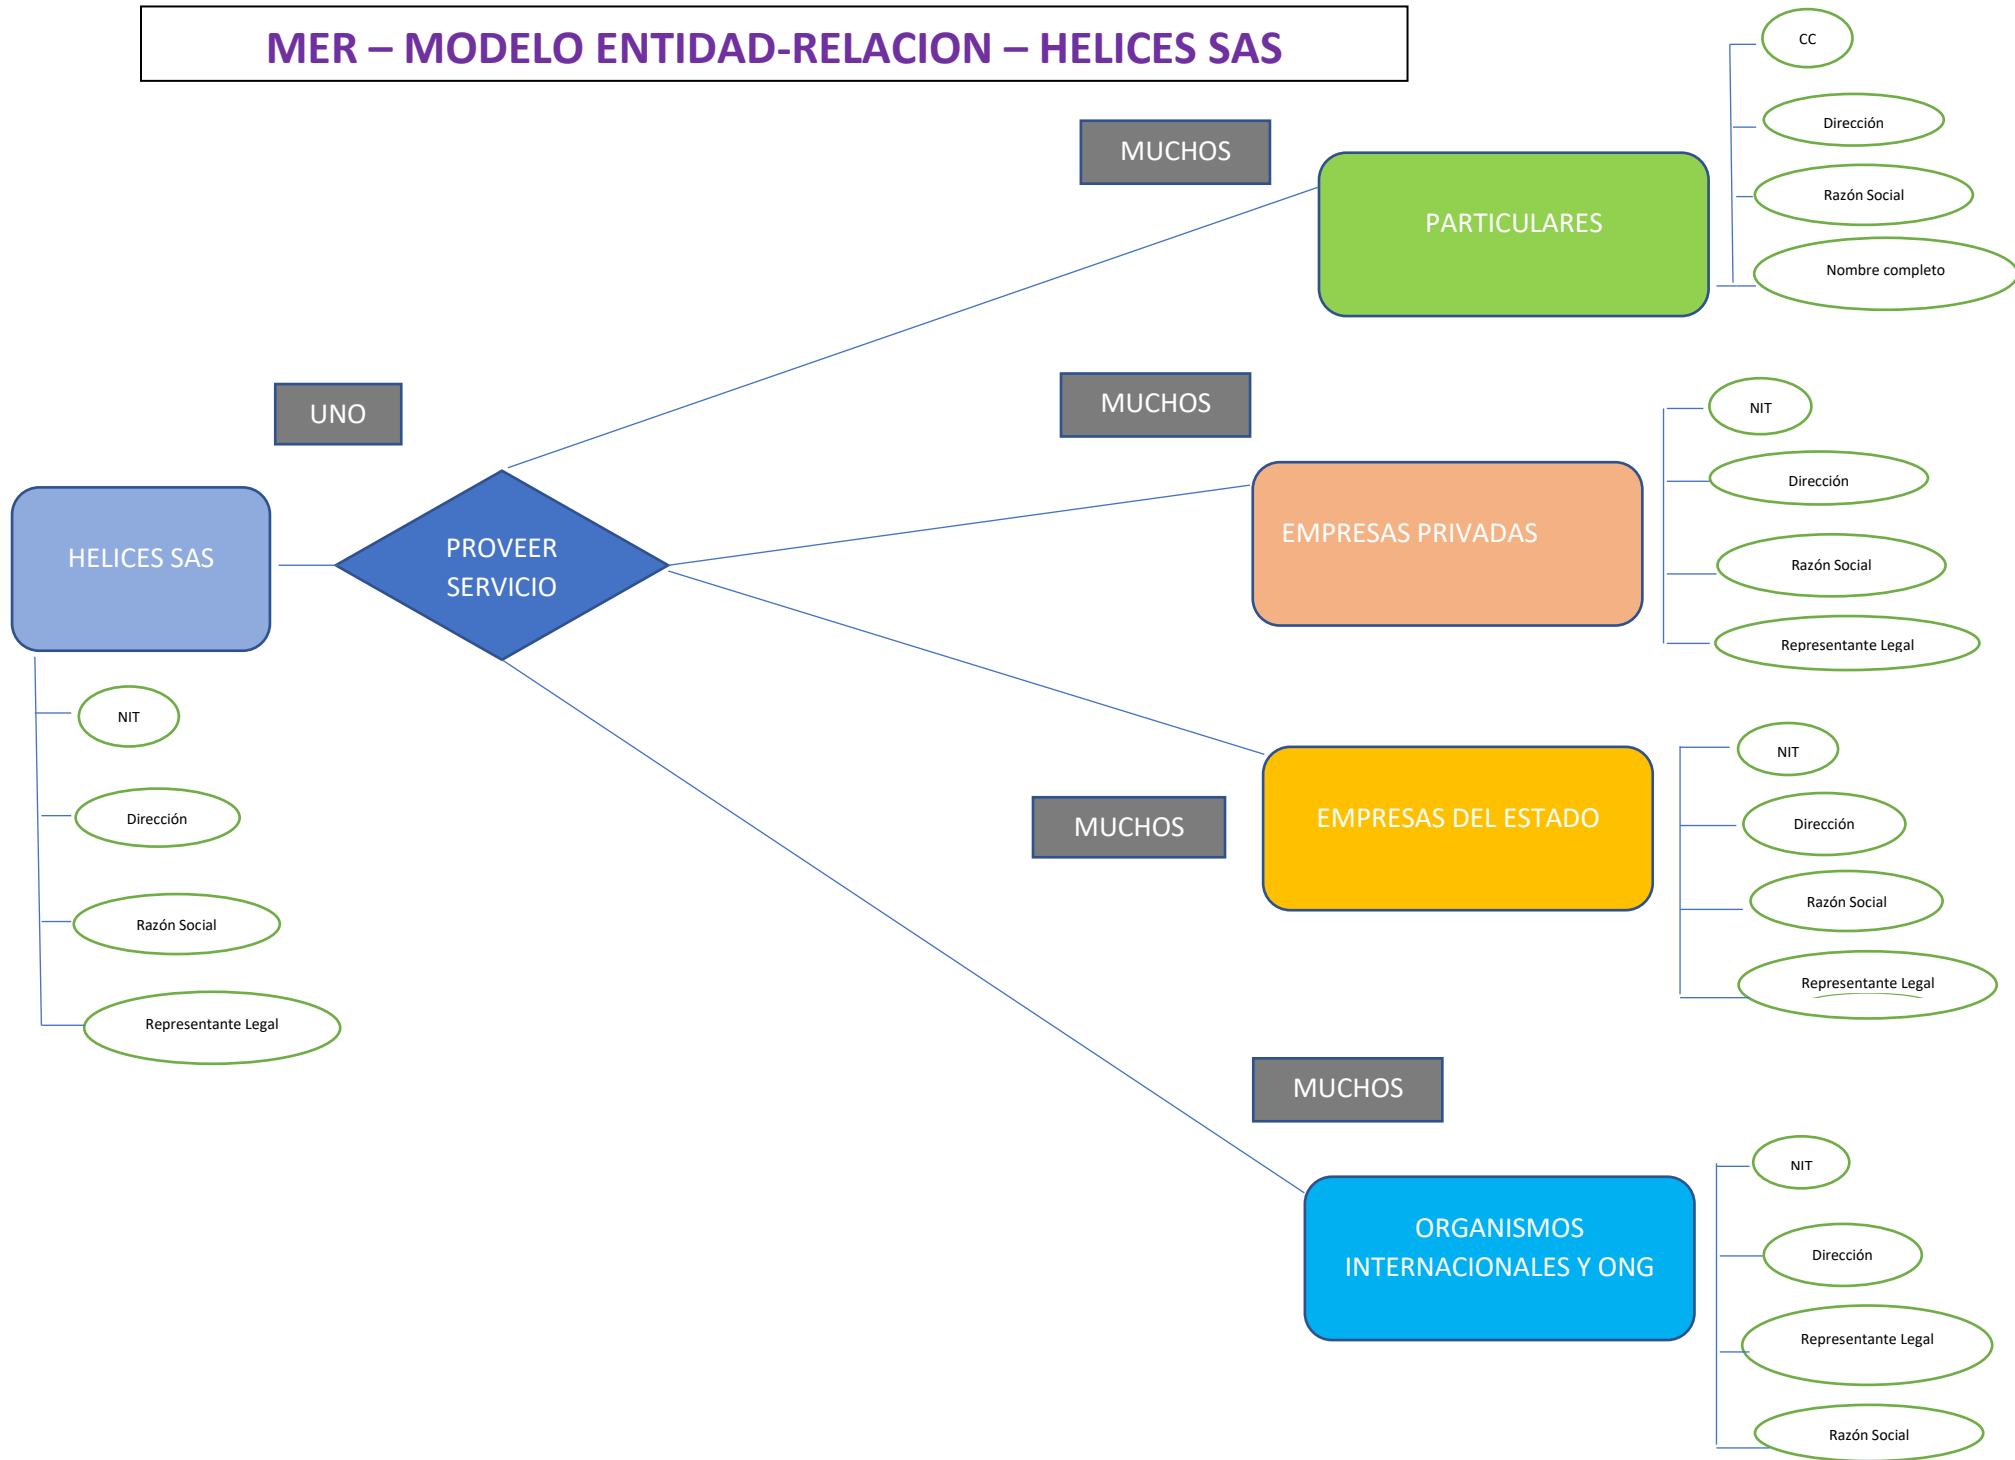 MER – MODELO ENTIDAD-RELACION – HELICES SAS
CC
Dirección
Razón Social
Nombre completo
MUCHOS
PARTICULARES
UNO
MUCHOS
NIT
Dirección
Razón Social
Representante Legal
EMPRESAS PRIVADAS
HELICES SAS
PROVEER
SERVICIO
NIT
Dirección
Razón Social
Representante Legal
MUCHOS
EMPRESAS DEL ESTADO
NIT
Dirección
Razón Social
Representante Legal
MUCHOS
ORGANISMOS
INTERNACIONALES Y ONG
NIT
Dirección
Representante Legal
Razón Social